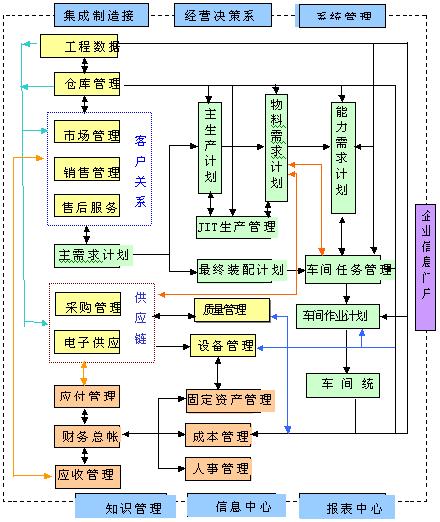 集成制造接
经营决策系
系统管理
工程数据
仓库管理
市场管理
销售管理
售后服务
客户关系
主生产计划
物料需求计划
能力需求计划
JIT生产管理
主需求计划
最终装配计划
车间任务管理
企业信息门户
采购管理
电子供应
供应链
质量管理
设备管理
车间作业计划
车间统
应付管理
财务总帐
应收管理
固定资产管理
成本管理
人事管理
知识管理
信息中心
报表中心